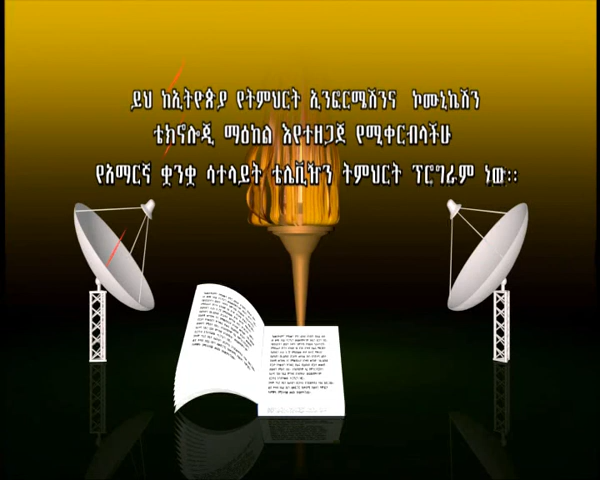 ይህ ከኢትዮጵያ የትምህርት ኢንፎርሜሽንና ኮሙኒኬሽን
ቴክኖሎጂ ማዕከል እየተዘጋጀ የሚቀርብላችሁ
የአማርኛ ቋንቋ ሳተላይት ቴሌቪዥን ትምህርት ፕሮግራም ነው።